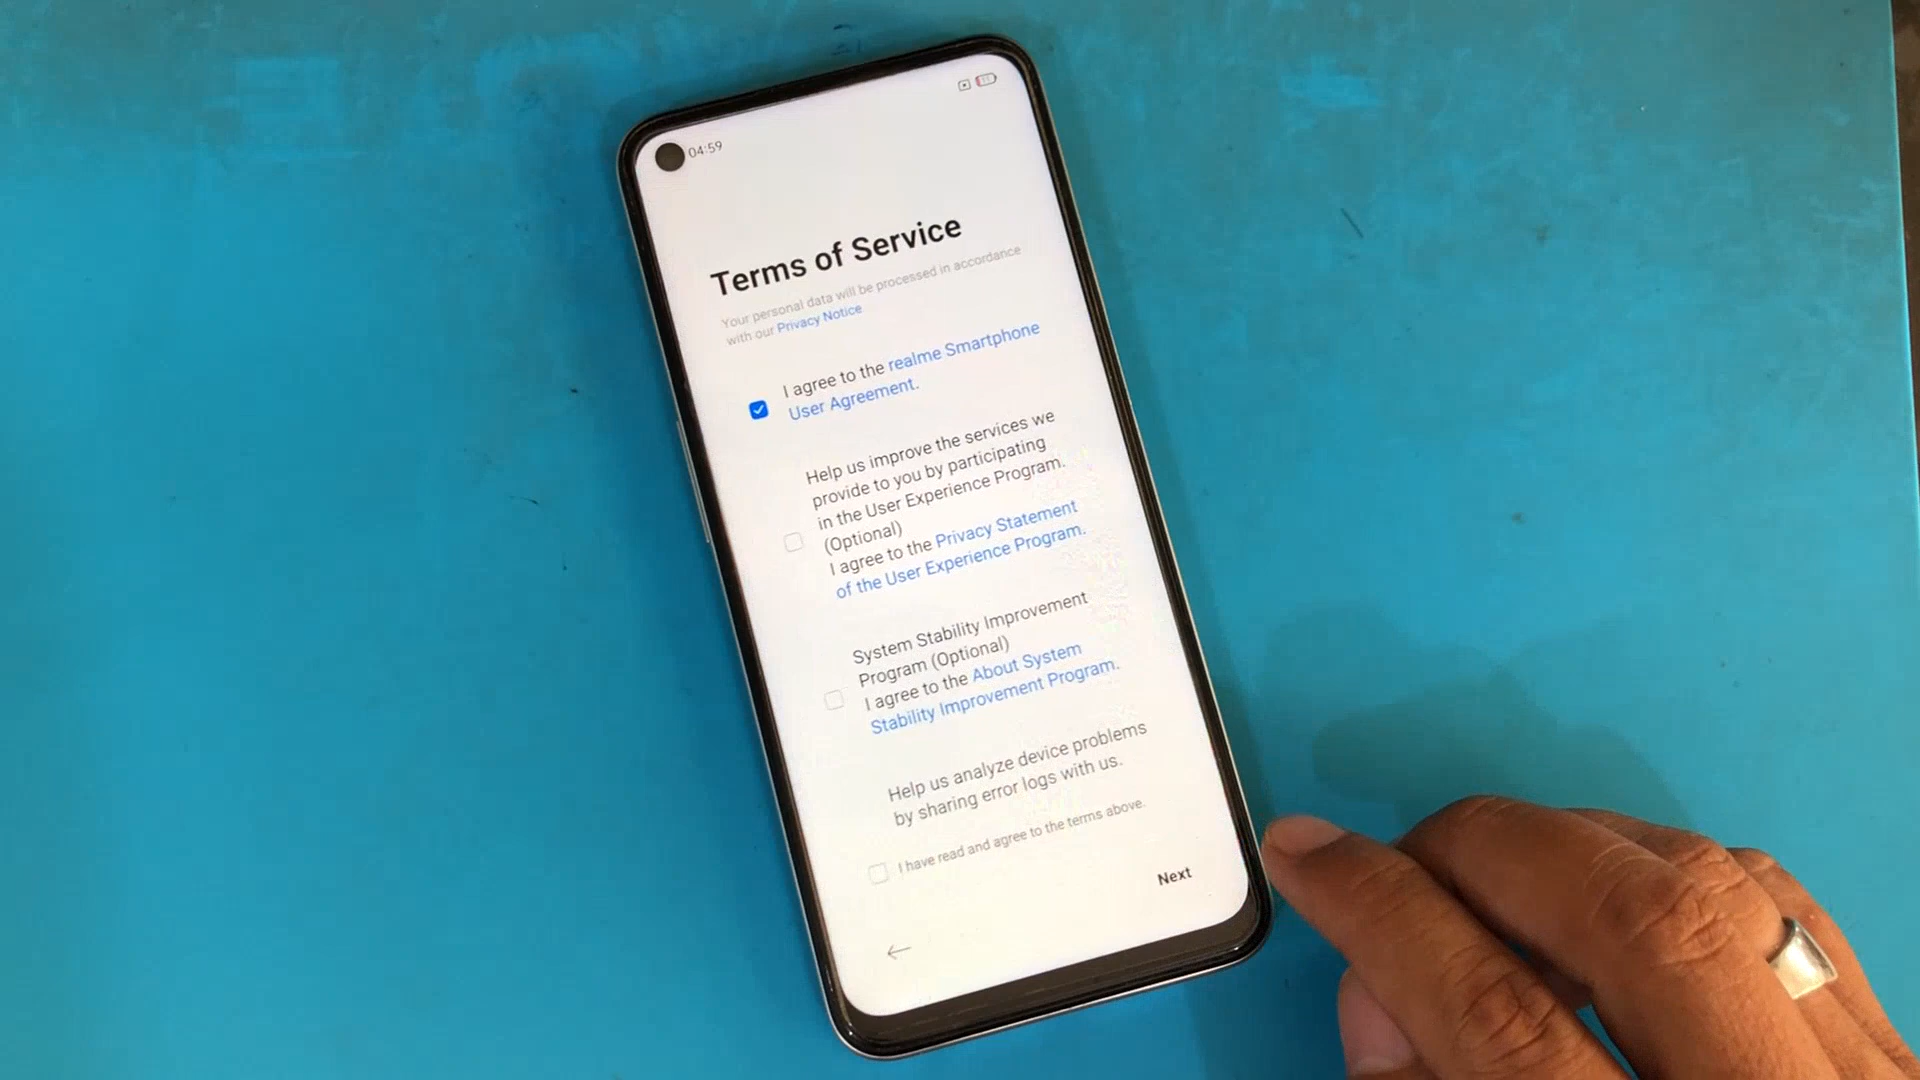 04:59
Terms of Service
Your personal data will be processed in accordance
with our Privacy Notice
I agree to the realme Smartphone
User Agreement.
Help us improve the services we
provide to you by participating
in the User Experience Program.
(Optional)
I agree to the Privacy Statement
of the User Experience Program.
System Stability Improvement
Program (Optional)
I agree to the About System
Stability Improvement Program.
Help us analyze device problems
by sharing error logs with us.
I have read and agree to the terms above.
Next